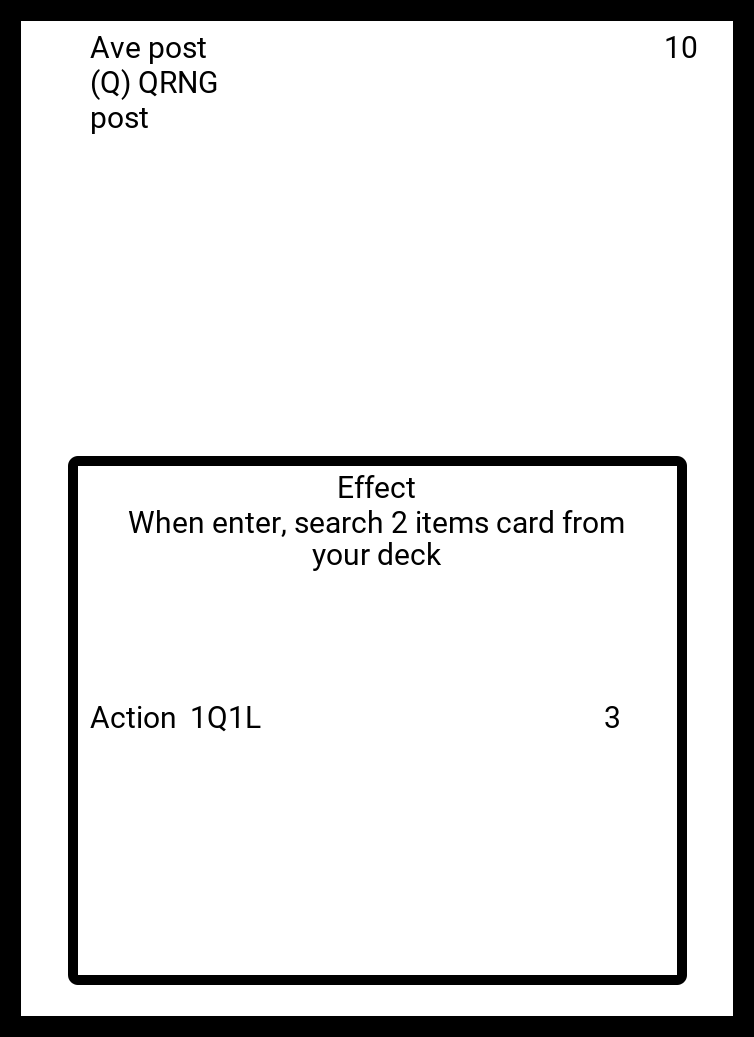 Ave post
10
(Q) QRNG
post
Effect
When enter, search 2 items card from
your deck
Action 1Q1L
3